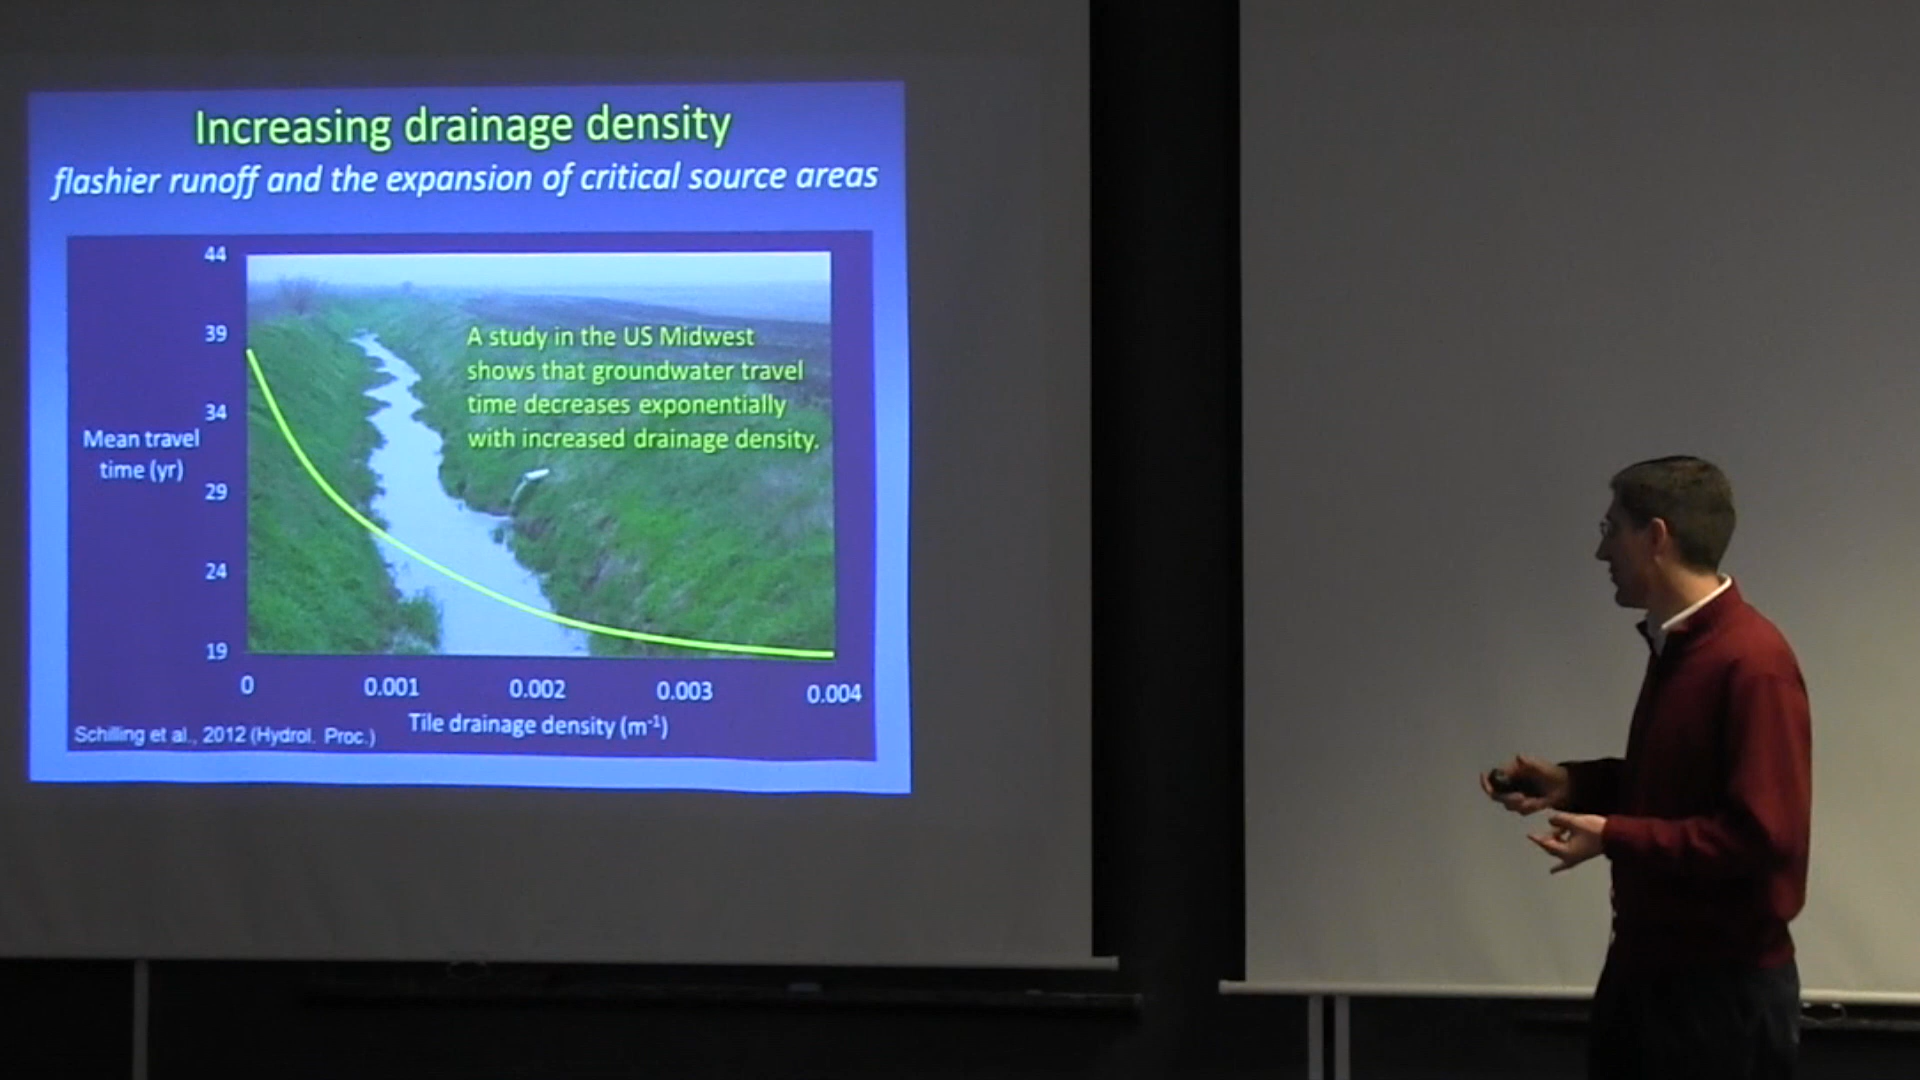 Increasing drainage density
flashier runoff and the expansion of critical source areas
44
39
34
29
24
19
Mean travel
time (yr)
A study in the US Midwest
shows that groundwater travel
time decreases exponentially
with increased drainage density.
0 0.001 0.002 0.003 0.004
Tile drainage density (m⁻¹)
Schilling et al., 2012 (Hydrol. Proc.)